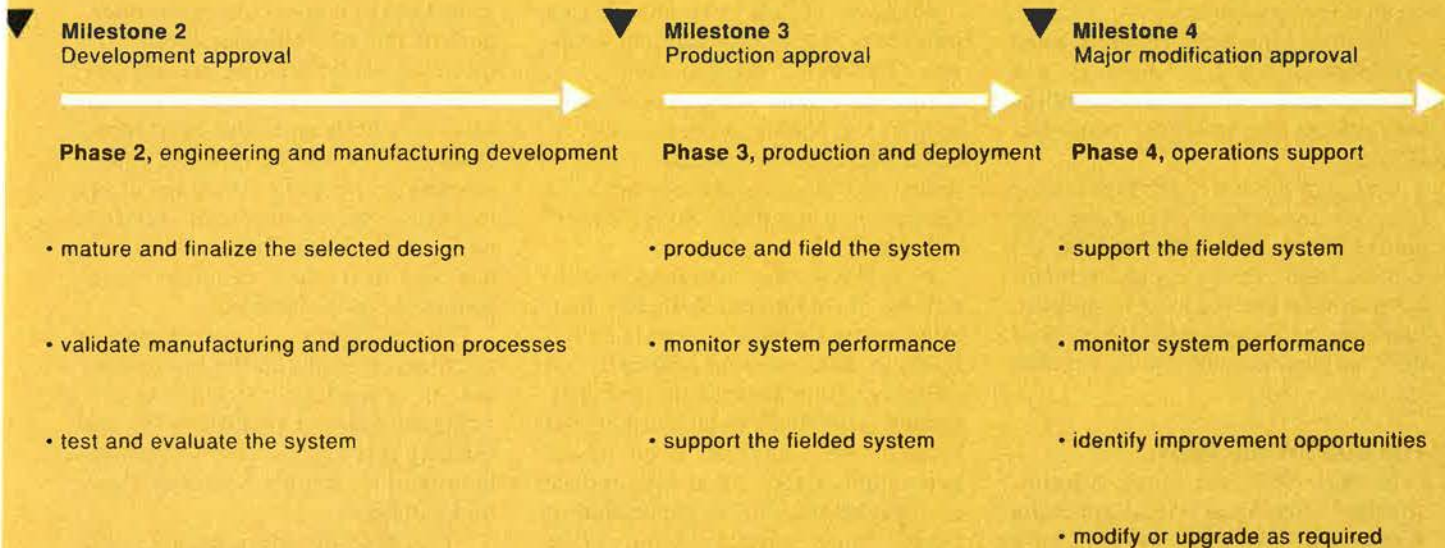 Milestone 2
Development approval
Phase 2, engineering and manufacturing development
• mature and finalize the selected design
• validate manufacturing and production processes
• test and evaluate the system
Milestone 3
Production approval
Phase 3, production and deployment
• produce and field the system
• monitor system performance
• support the fielded system
Milestone 4
Major modification approval
Phase 4, operations support
• support the fielded system
• monitor system performance
• identify improvement opportunities
• modify or upgrade as required